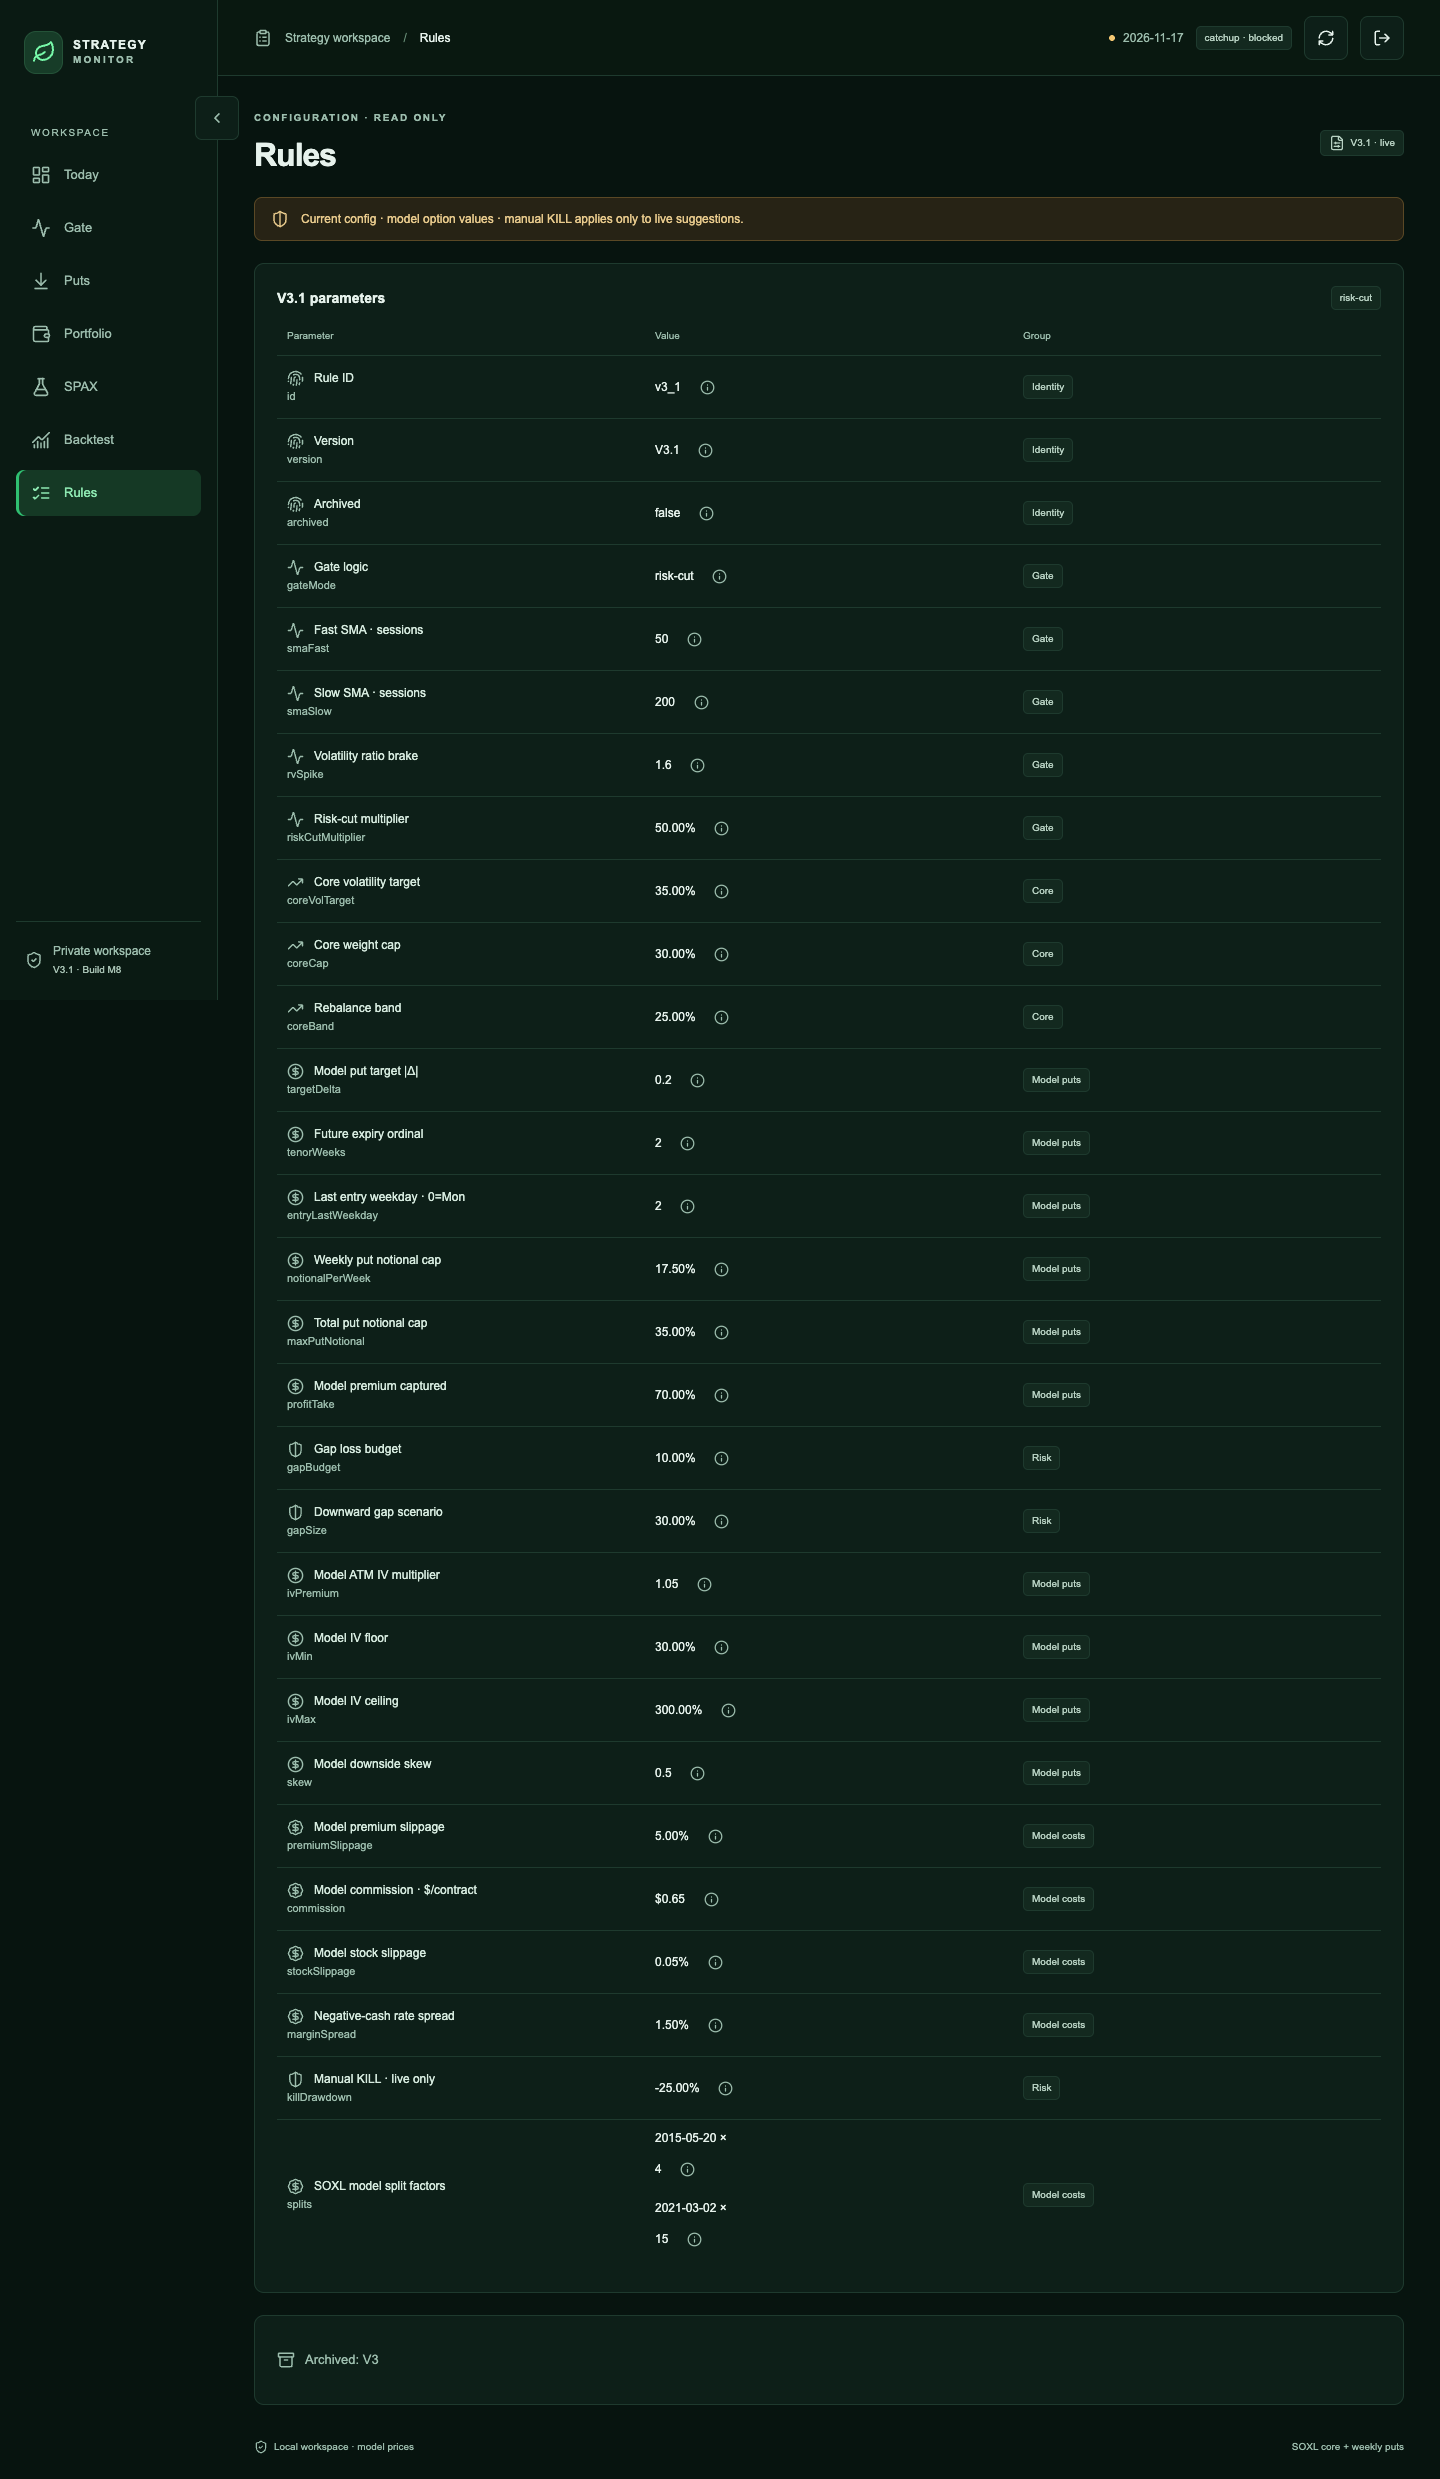 STRATEGY
MONITOR
Strategy workspace / Rules
2026-11-17
catchup · blocked
WORKSPACE
Today
Gate
Puts
Portfolio
SPAX
Backtest
Rules
Private workspace
V3.1 · Build M8
CONFIGURATION · READ ONLY
Rules
V3.1 · live
Current config · model option values · manual KILL applies only to live suggestions.
V3.1 parameters
risk-cut
Parameter Value Group
Rule ID
id
v3_1
Identity
Version
version
V3.1
Identity
Archived
archived
false
Identity
Gate logic
gateMode
risk-cut
Gate
Fast SMA · sessions
smaFast
50
Gate
Slow SMA · sessions
smaSlow
200
Gate
Volatility ratio brake
rvSpike
1.6
Gate
Risk-cut multiplier
riskCutMultiplier
50.00%
Gate
Core volatility target
coreVolTarget
35.00%
Core
Core weight cap
coreCap
30.00%
Core
Rebalance band
coreBand
25.00%
Core
Model put target |Δ|
targetDelta
0.2
Model puts
Future expiry ordinal
tenorWeeks
2
Model puts
Last entry weekday · 0=Mon
entryLastWeekday
2
Model puts
Weekly put notional cap
notionalPerWeek
17.50%
Model puts
Total put notional cap
maxPutNotional
35.00%
Model puts
Model premium captured
profitTake
70.00%
Model puts
Gap loss budget
gapBudget
10.00%
Risk
Downward gap scenario
gapSize
30.00%
Risk
Model ATM IV multiplier
ivPremium
1.05
Model puts
Model IV floor
ivMin
30.00%
Model puts
Model IV ceiling
ivMax
300.00%
Model puts
Model downside skew
skew
0.5
Model puts
Model premium slippage
premiumSlippage
5.00%
Model costs
Model commission · $/contract
commission
$0.65
Model costs
Model stock slippage
stockSlippage
0.05%
Model costs
Negative-cash rate spread
marginSpread
1.50%
Model costs
Manual KILL · live only
killDrawdown
-25.00%
Risk
SOXL model split factors
splits
2015-05-20 ×
4
2021-03-02 ×
15
Model costs
Archived: V3
Local workspace · model prices
SOXL core + weekly puts